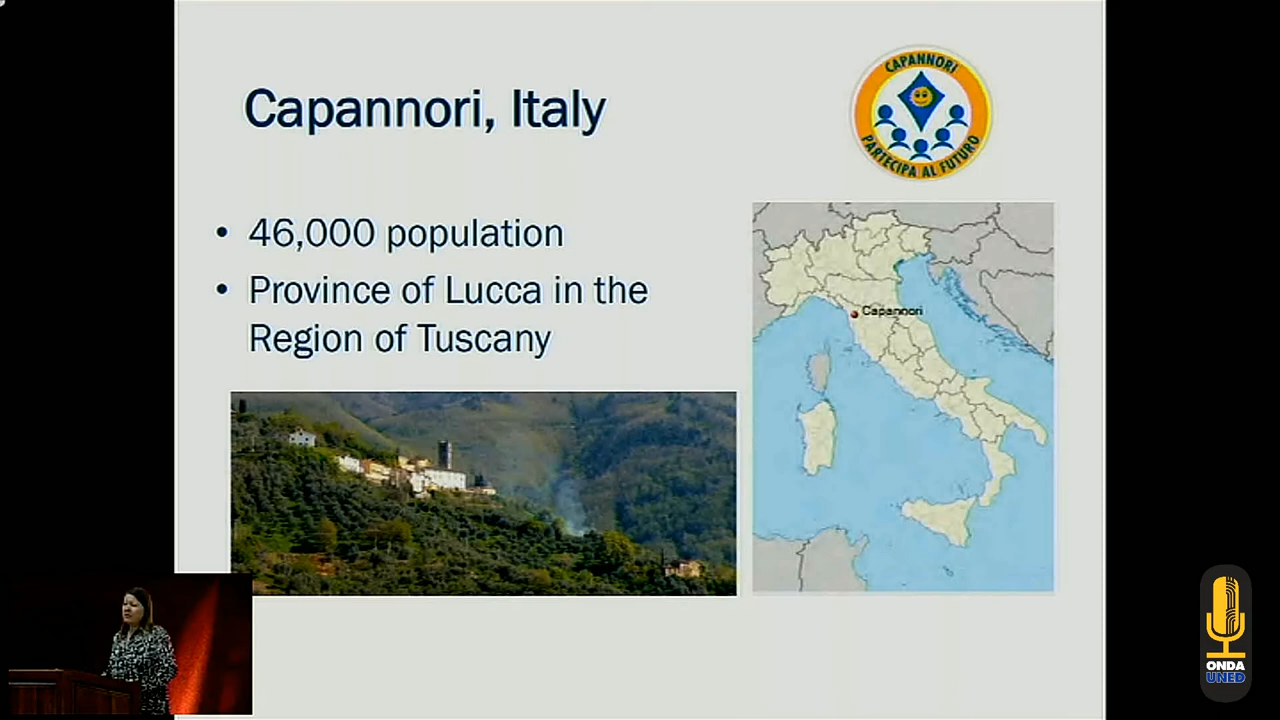 Capannori, Italy
CAPANNORI
PARTECIPA AL FUTURO
• 46,000 population
• Province of Lucca in the
Region of Tuscany
Capannori
ONDA
UNED